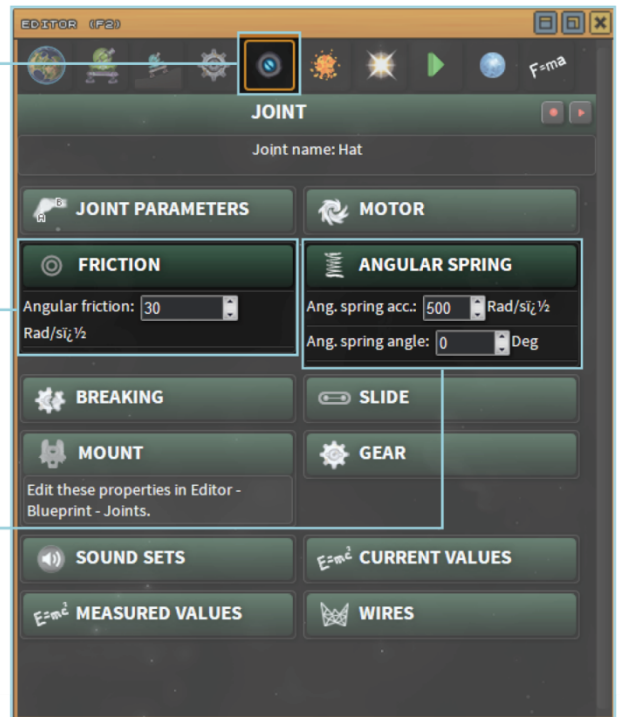 EDITOR (F2)
F=ma
JOINT
Joint name: Hat
A B JOINT PARAMETERS
MOTOR
FRICTION
ANGULAR SPRING
Angular friction: 30
Rad/sï¿½
Ang. spring acc.: 500 Rad/sï¿½
Ang. spring angle: 0 Deg
BREAKING
SLIDE
MOUNT
GEAR
Edit these properties in Editor -
Blueprint - Joints.
SOUND SETS
E=mc² CURRENT VALUES
E=mc² MEASURED VALUES
WIRES